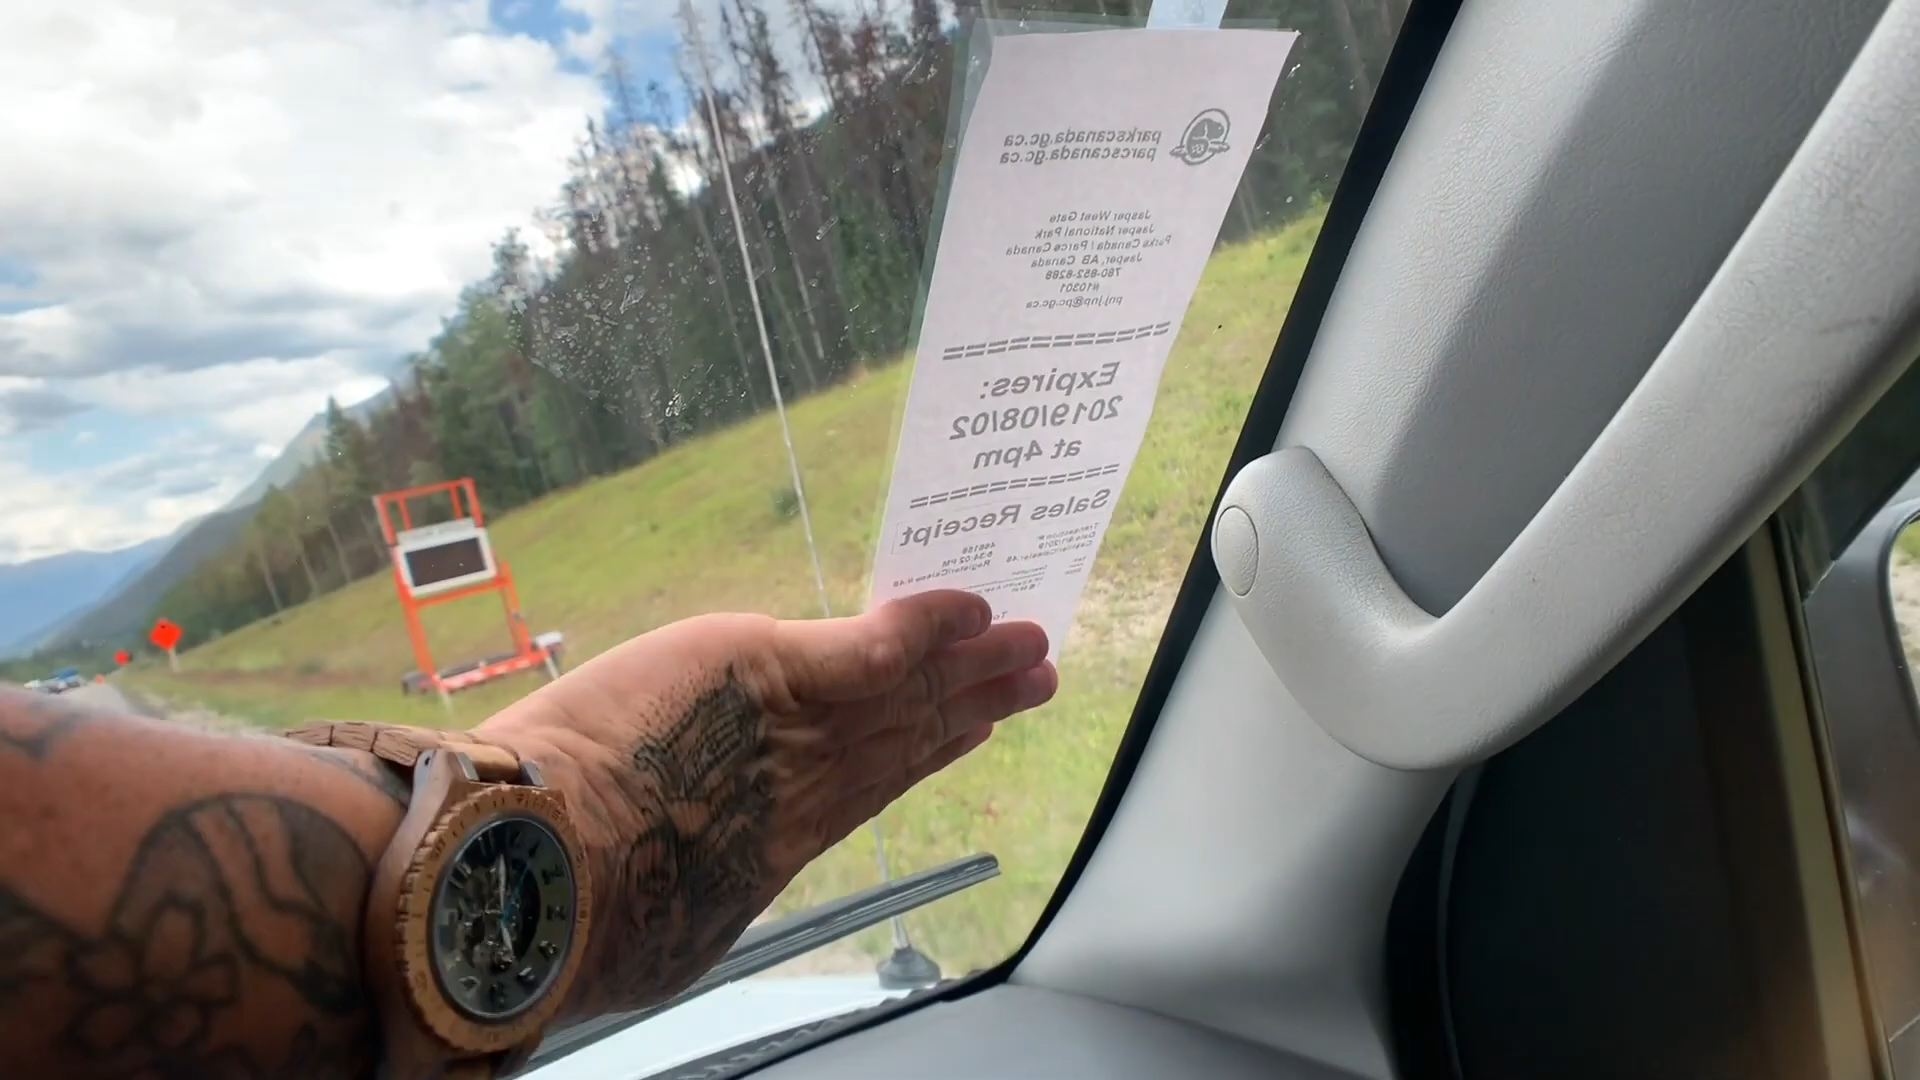 parkscanada.gc.ca
parcscanada.gc.ca
Jasper West Gate
Jasper National Park
Parks Canada / Parcs Canada
Jasper, AB Canada
780-852-8288
#10301
pnj.jnp@pc.gc.ca
===============
Expires:
2019/08/02
at 4pm
===============
Sales Receipt